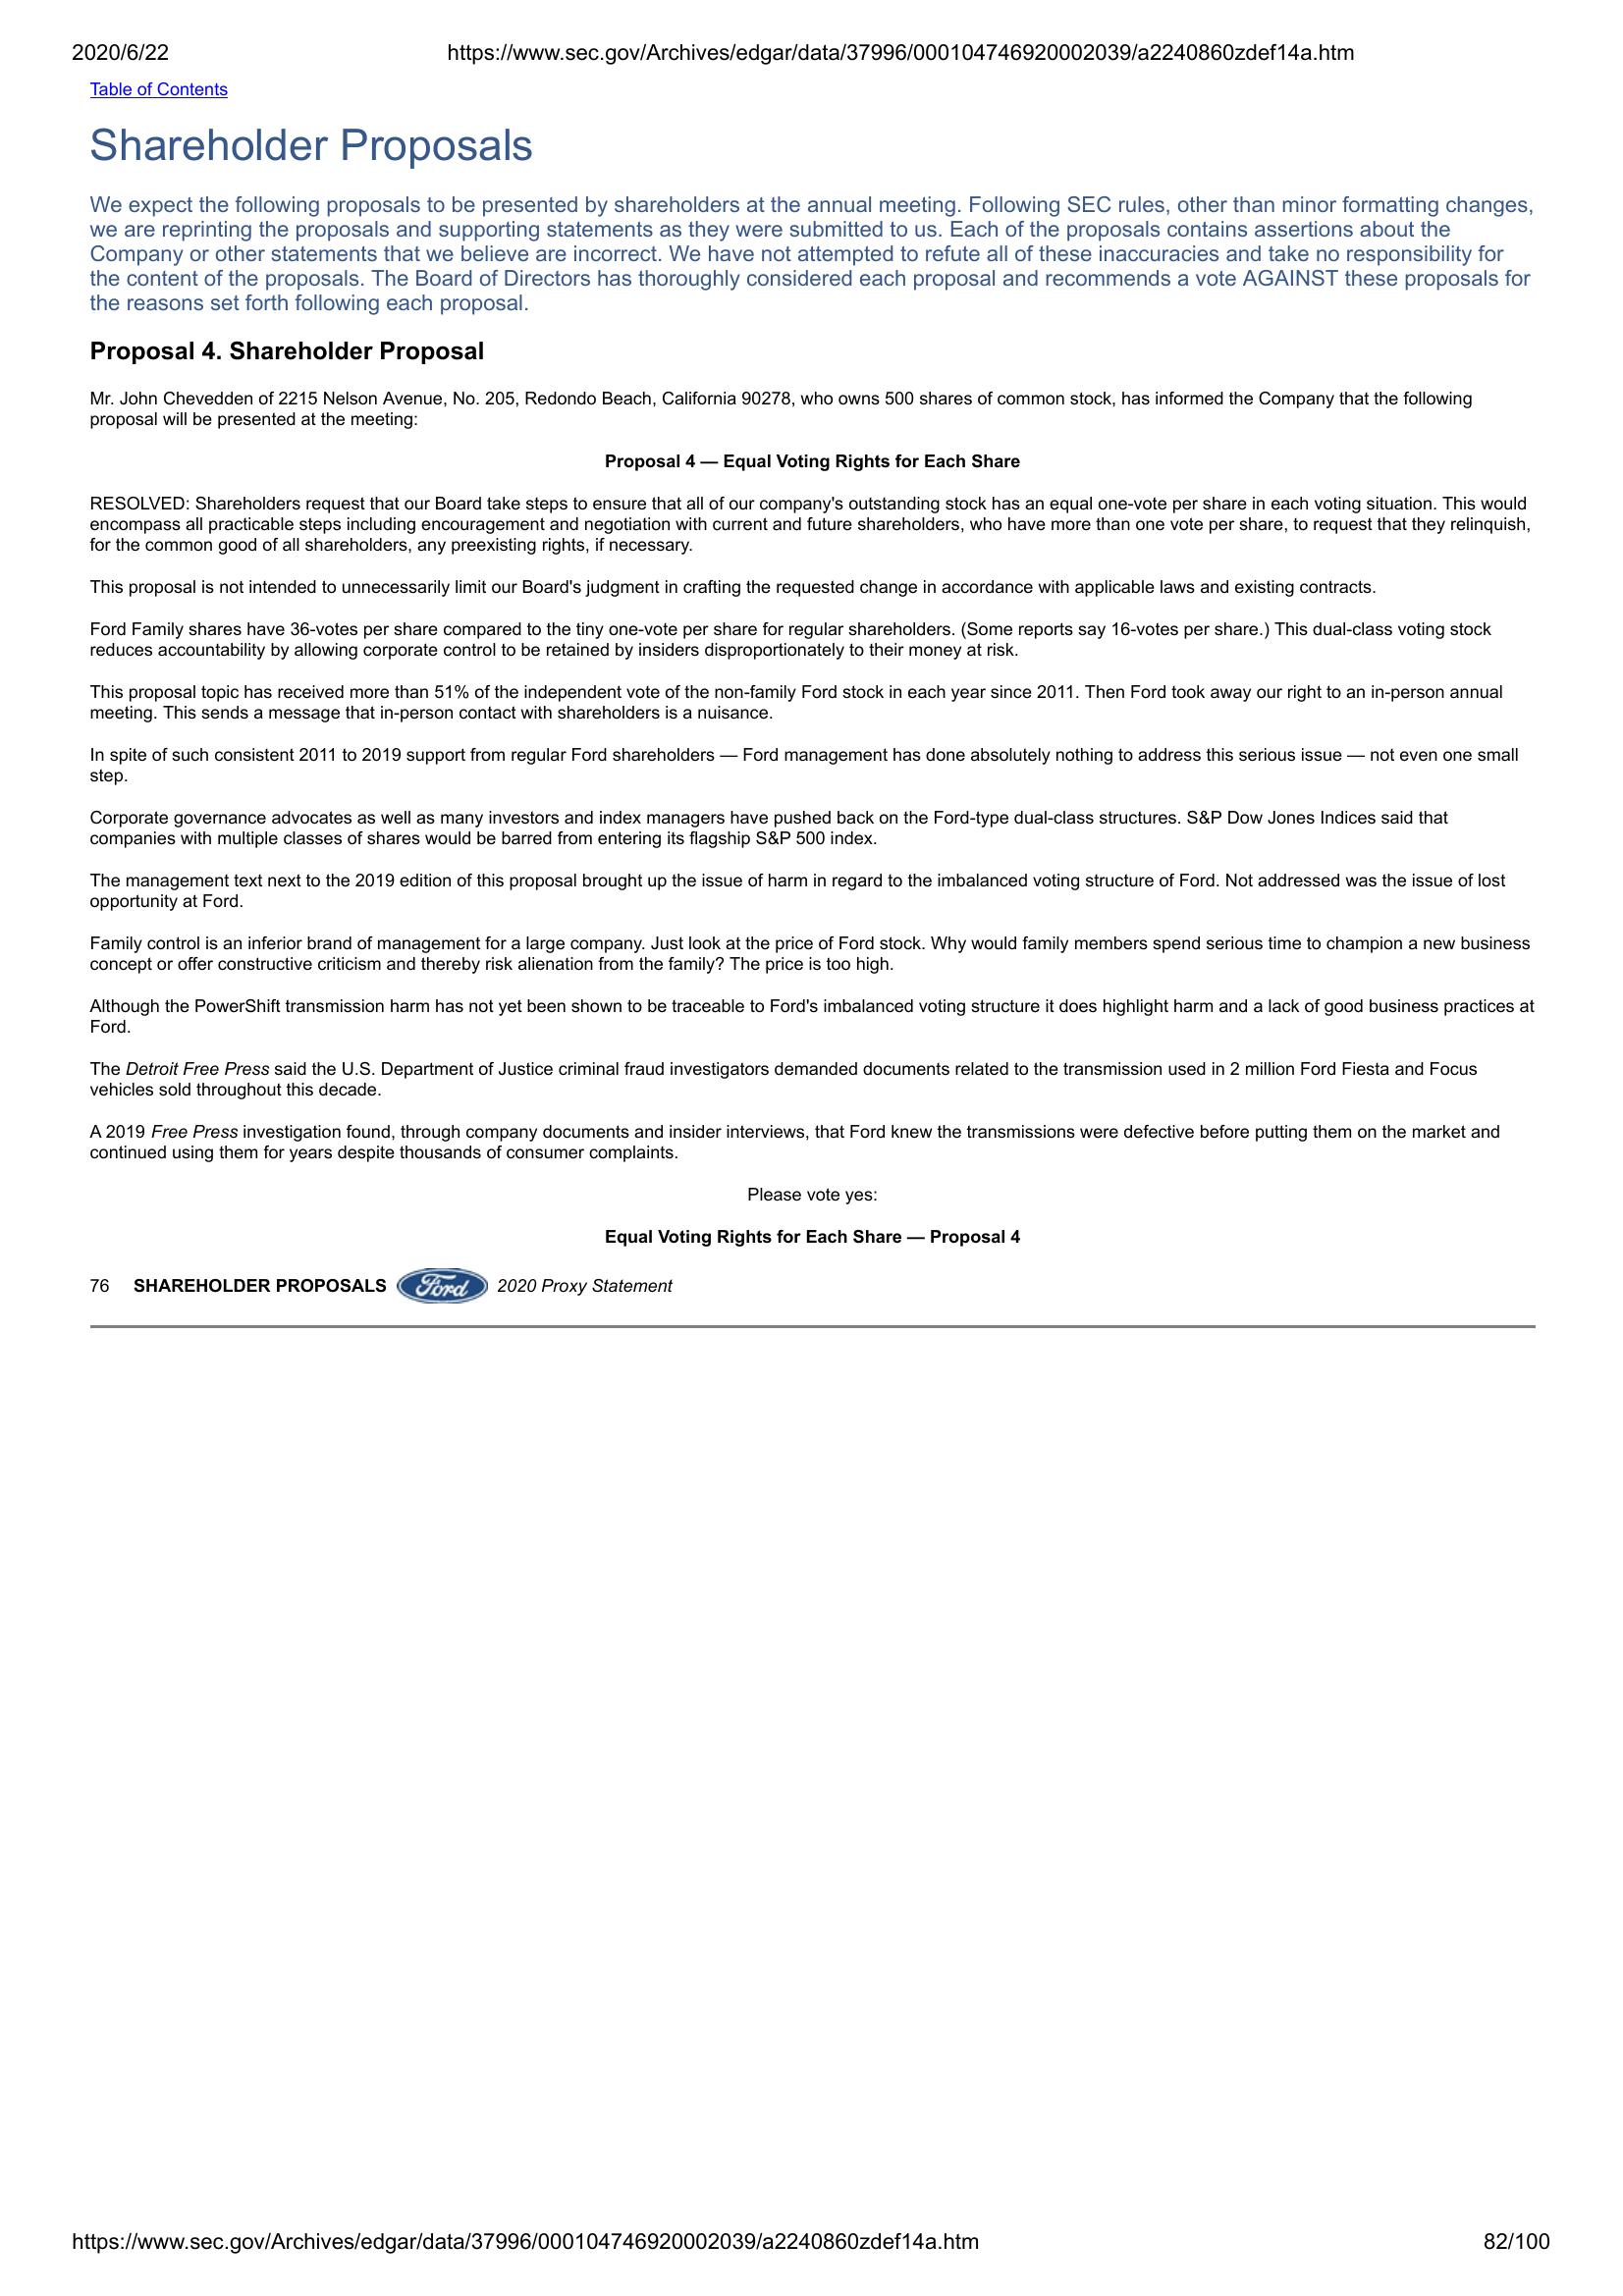 2020/6/22 https://www.sec.gov/Archives/edgar/data/37996/000104746920002039/a2240860zdef14a.htm
Table of Contents
Shareholder Proposals
We expect the following proposals to be presented by shareholders at the annual meeting. Following SEC rules, other than minor formatting changes,
we are reprinting the proposals and supporting statements as they were submitted to us. Each of the proposals contains assertions about the
Company or other statements that we believe are incorrect. We have not attempted to refute all of these inaccuracies and take no responsibility for
the content of the proposals. The Board of Directors has thoroughly considered each proposal and recommends a vote AGAINST these proposals for
the reasons set forth following each proposal.
Proposal 4. Shareholder Proposal
Mr. John Chevedden of 2215 Nelson Avenue, No. 205, Redondo Beach, California 90278, who owns 500 shares of common stock, has informed the Company that the following
proposal will be presented at the meeting:
Proposal 4 — Equal Voting Rights for Each Share
RESOLVED: Shareholders request that our Board take steps to ensure that all of our company's outstanding stock has an equal one-vote per share in each voting situation. This would
encompass all practicable steps including encouragement and negotiation with current and future shareholders, who have more than one vote per share, to request that they relinquish,
for the common good of all shareholders, any preexisting rights, if necessary.
This proposal is not intended to unnecessarily limit our Board's judgment in crafting the requested change in accordance with applicable laws and existing contracts.
Ford Family shares have 36-votes per share compared to the tiny one-vote per share for regular shareholders. (Some reports say 16-votes per share.) This dual-class voting stock
reduces accountability by allowing corporate control to be retained by insiders disproportionately to their money at risk.
This proposal topic has received more than 51% of the independent vote of the non-family Ford stock in each year since 2011. Then Ford took away our right to an in-person annual
meeting. This sends a message that in-person contact with shareholders is a nuisance.
In spite of such consistent 2011 to 2019 support from regular Ford shareholders — Ford management has done absolutely nothing to address this serious issue — not even one small
step.
Corporate governance advocates as well as many investors and index managers have pushed back on the Ford-type dual-class structures. S&P Dow Jones Indices said that
companies with multiple classes of shares would be barred from entering its flagship S&P 500 index.
The management text next to the 2019 edition of this proposal brought up the issue of harm in regard to the imbalanced voting structure of Ford. Not addressed was the issue of lost
opportunity at Ford.
Family control is an inferior brand of management for a large company. Just look at the price of Ford stock. Why would family members spend serious time to champion a new business
concept or offer constructive criticism and thereby risk alienation from the family? The price is too high.
Although the PowerShift transmission harm has not yet been shown to be traceable to Ford's imbalanced voting structure it does highlight harm and a lack of good business practices at
Ford.
The Detroit Free Press said the U.S. Department of Justice criminal fraud investigators demanded documents related to the transmission used in 2 million Ford Fiesta and Focus
vehicles sold throughout this decade.
A 2019 Free Press investigation found, through company documents and insider interviews, that Ford knew the transmissions were defective before putting them on the market and
continued using them for years despite thousands of consumer complaints.
Please vote yes:
Equal Voting Rights for Each Share — Proposal 4
76 SHAREHOLDER PROPOSALS Ford 2020 Proxy Statement
https://www.sec.gov/Archives/edgar/data/37996/000104746920002039/a2240860zdef14a.htm 82/100